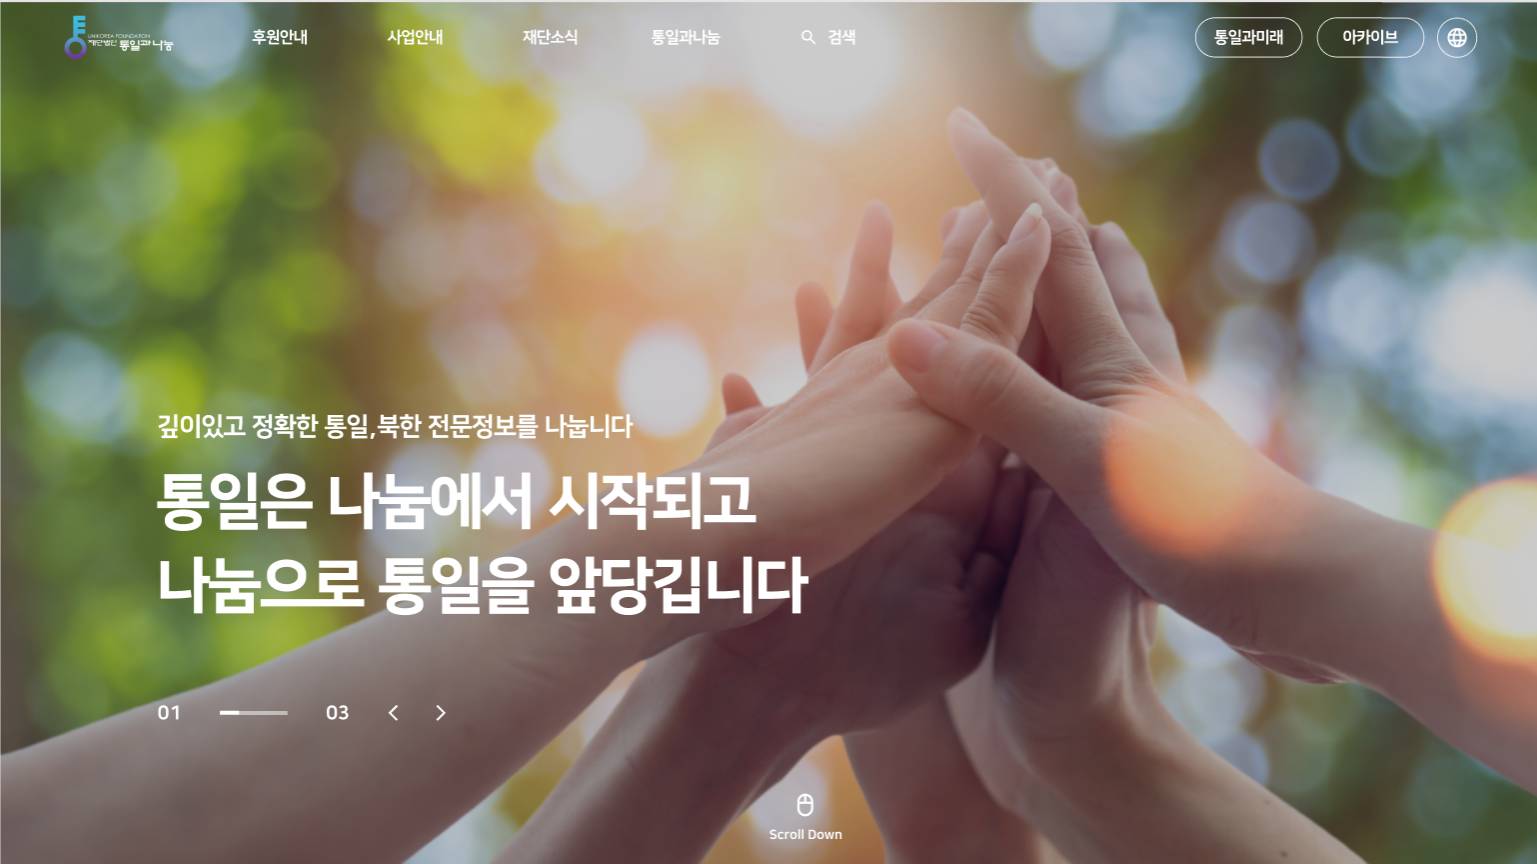 UNIKOREA FOUNDATION
재단법인 통일과 나눔
후원안내
사업안내
재단소식
통일과나눔
검색
통일과미래
아카이브
깊이있고 정확한 통일,북한 전문정보를 나눕니다
통일은 나눔에서 시작되고
나눔으로 통일을 앞당깁니다
01 03
Scroll Down